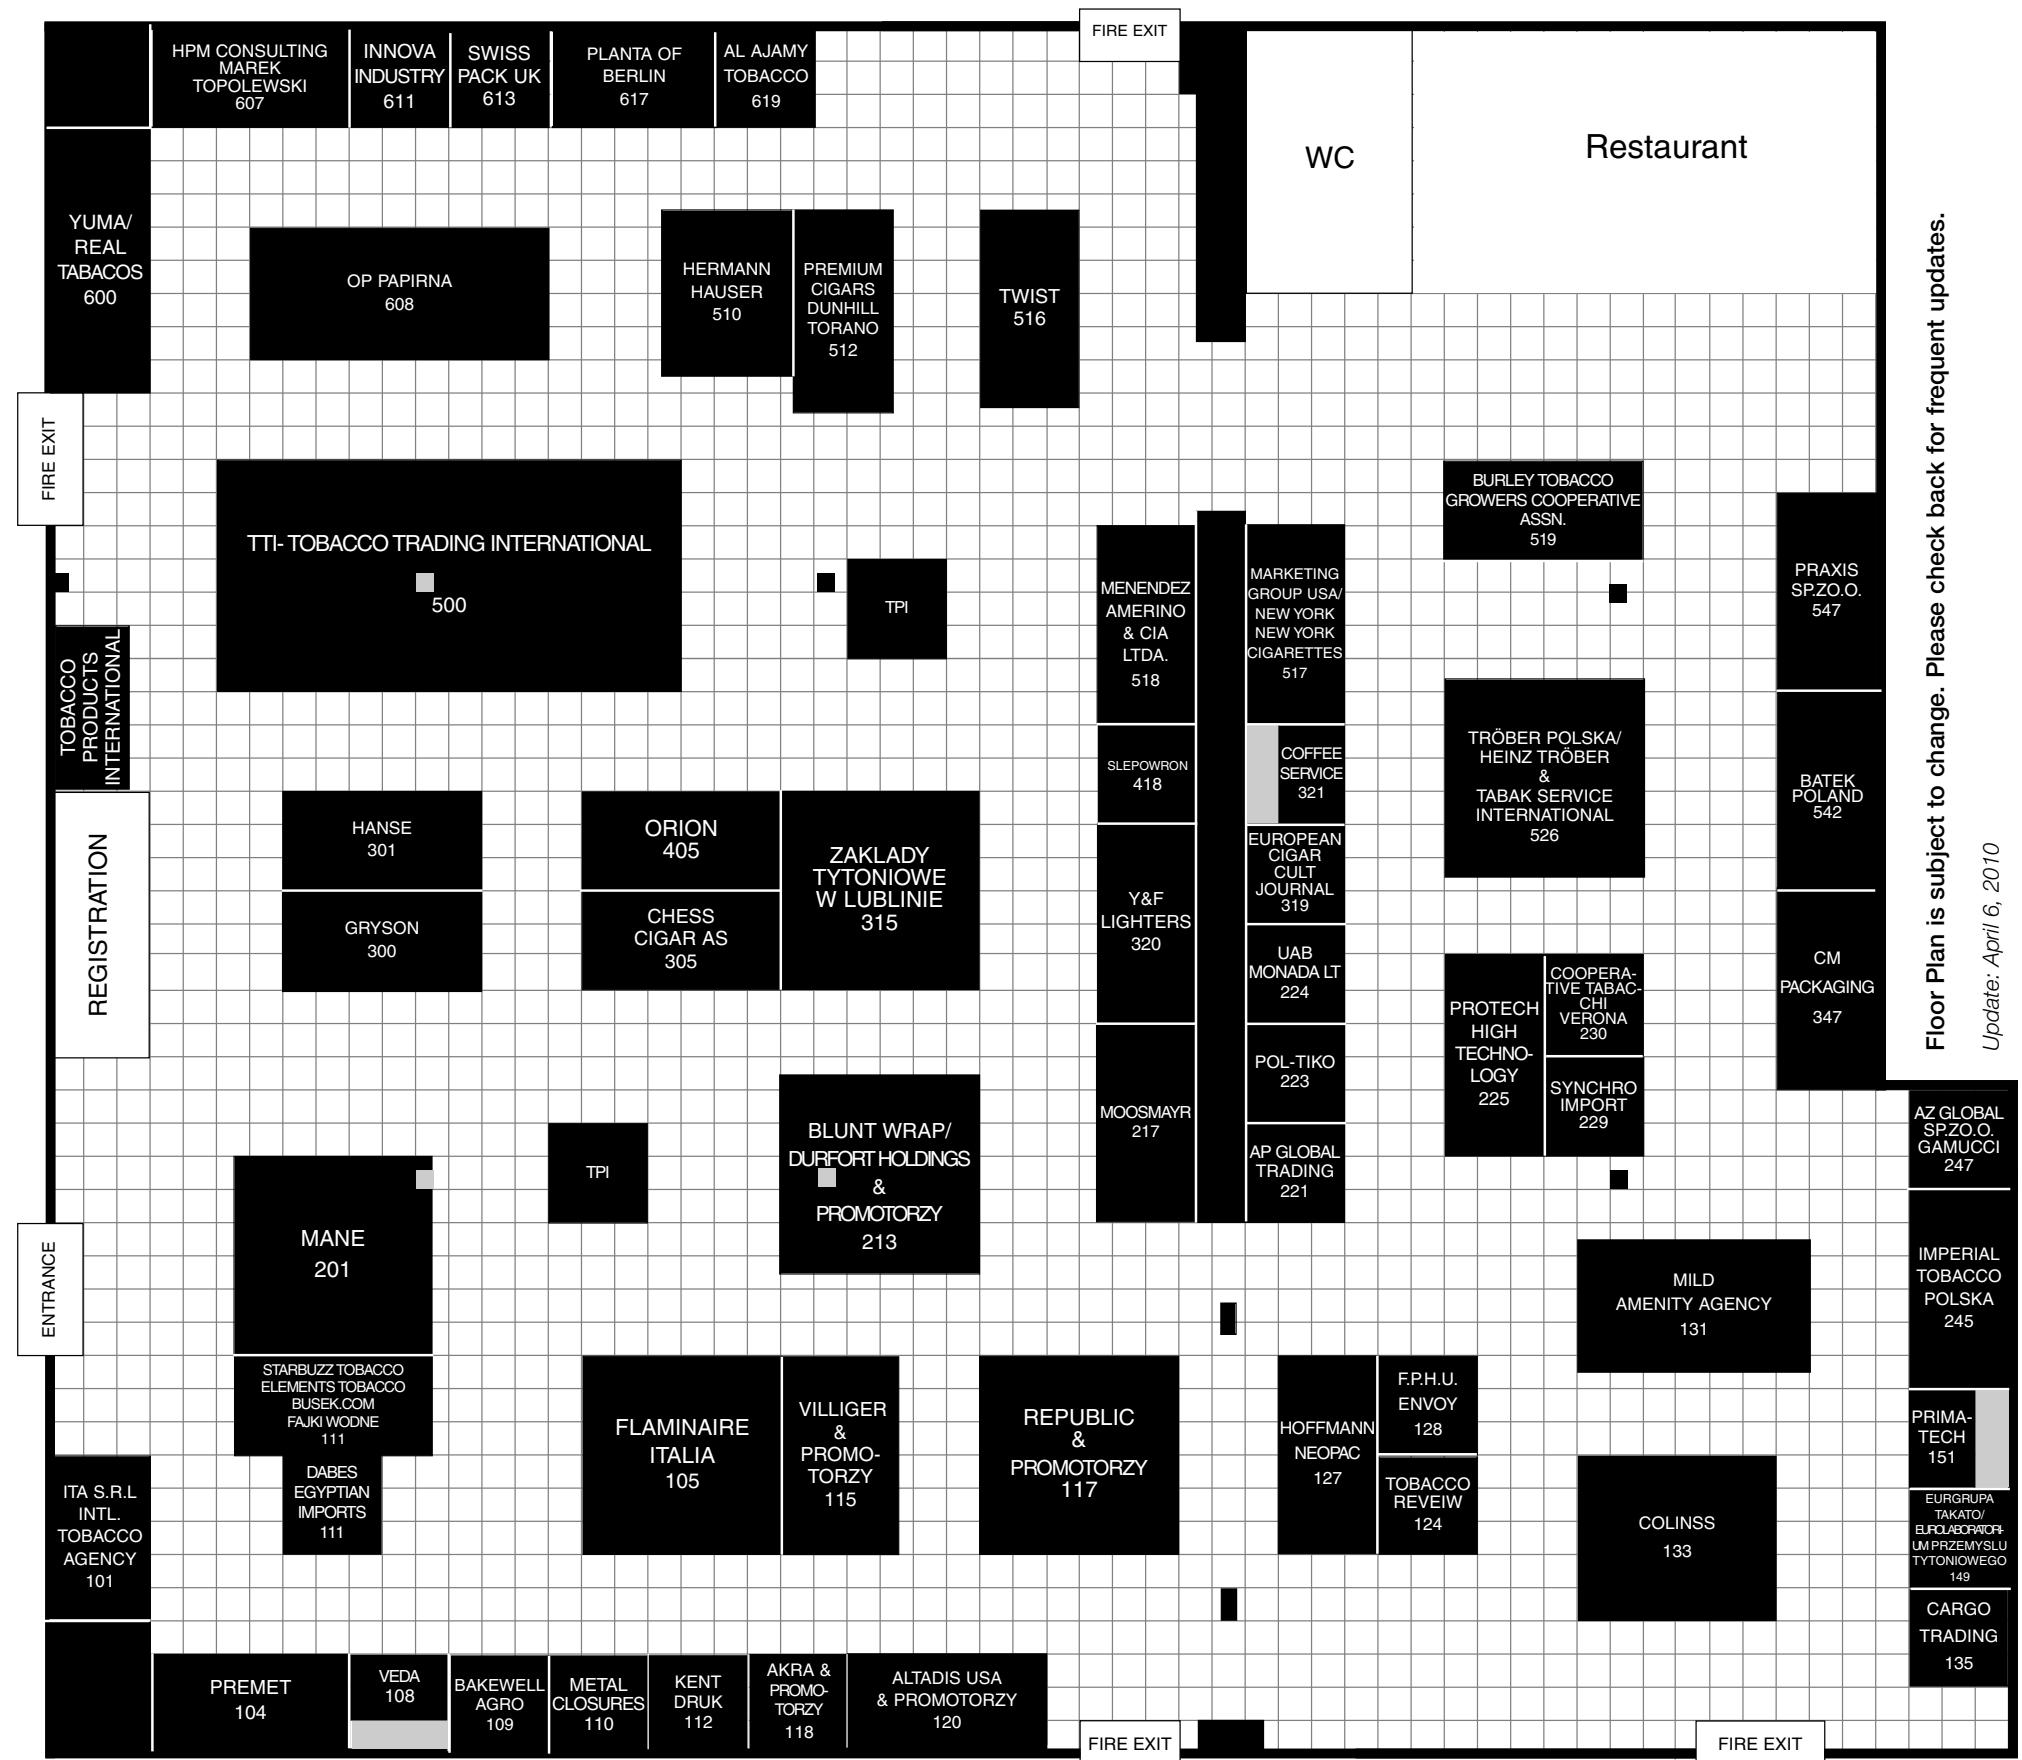 FIRE EXIT
HPM CONSULTING
MAREK
TOPOLEWSKI
607
INNOVA
INDUSTRY
611
SWISS
PACK UK
613
PLANTA OF
BERLIN
617
AL AJAMY
TOBACCO
619
WC
Restaurant
YUMA/
REAL
TABACOS
600
OP PAPIRNA
608
HERMANN
HAUSER
510
PREMIUM
CIGARS
DUNHILL
TORANO
512
TWIST
516
FIRE EXIT
TTI- TOBACCO TRADING INTERNATIONAL
500
TPI
MENENDEZ
AMERINO
& CIA
LTDA.
518
MARKETING
GROUP USA/
NEW YORK
NEW YORK
CIGARETTES
517
BURLEY TOBACCO
GROWERS COOPERATIVE
ASSN.
519
PRAXIS
SP.ZO.O.
547
TOBACCO
PRODUCTS
INTERNATIONAL
SLEPOWRON
418
COFFEE
SERVICE
321
TRÖBER POLSKA/
HEINZ TRÖBER
&
TABAK SERVICE
INTERNATIONAL
526
BATEK
POLAND
542
REGISTRATION
HANSE
301
GRYSON
300
ORION
405
CHESS
CIGAR AS
305
ZAKLADY
TYTONIOWE
W LUBLINIE
315
Y&F
LIGHTERS
320
EUROPEAN
CIGAR
CULT
JOURNAL
319
UAB
MONADA LT
224
POL-TIKO
223
AP GLOBAL
TRADING
221
MOOSMAYR
217
PROTECH
HIGH
TECHNO-
LOGY
225
COOPERA-
TIVE TABAC-
CHI
VERONA
230
SYNCHRO
IMPORT
229
CM
PACKAGING
347
Floor Plan is subject to change. Please check back for frequent updates.
Update: April 6, 2010
AZ GLOBAL
SP.ZO.O.
GAMUCCI
247
IMPERIAL
TOBACCO
POLSKA
245
TPI
BLUNT WRAP/
DURFORT HOLDINGS
&
PROMOTORZY
213
MANE
201
ENTRANCE
MILD
AMENITY AGENCY
131
STARBUZZ TOBACCO
ELEMENTS TOBACCO
BUSEK.COM
FAJKI WODNE
111
DABES
EGYPTIAN
IMPORTS
111
FLAMINAIRE
ITALIA
105
VILLIGER
&
PROMO-
TORZY
115
REPUBLIC
&
PROMOTORZY
117
HOFFMANN
NEOPAC
127
F.P.H.U.
ENVOY
128
TOBACCO
REVEIW
124
COLINSS
133
PRIMA-
TECH
151
EURGRUPA
TAKATO/
EUROLABORATORI-
UM PRZEMYSLU
TYTONIOWEGO
149
CARGO
TRADING
135
ITA S.R.L
INTL.
TOBACCO
AGENCY
101
PREMET
104
VEDA
108
BAKEWELL
AGRO
109
METAL
CLOSURES
110
KENT
DRUK
112
AKRA &
PROMO-
TORZY
118
ALTADIS USA
& PROMOTORZY
120
FIRE EXIT
FIRE EXIT